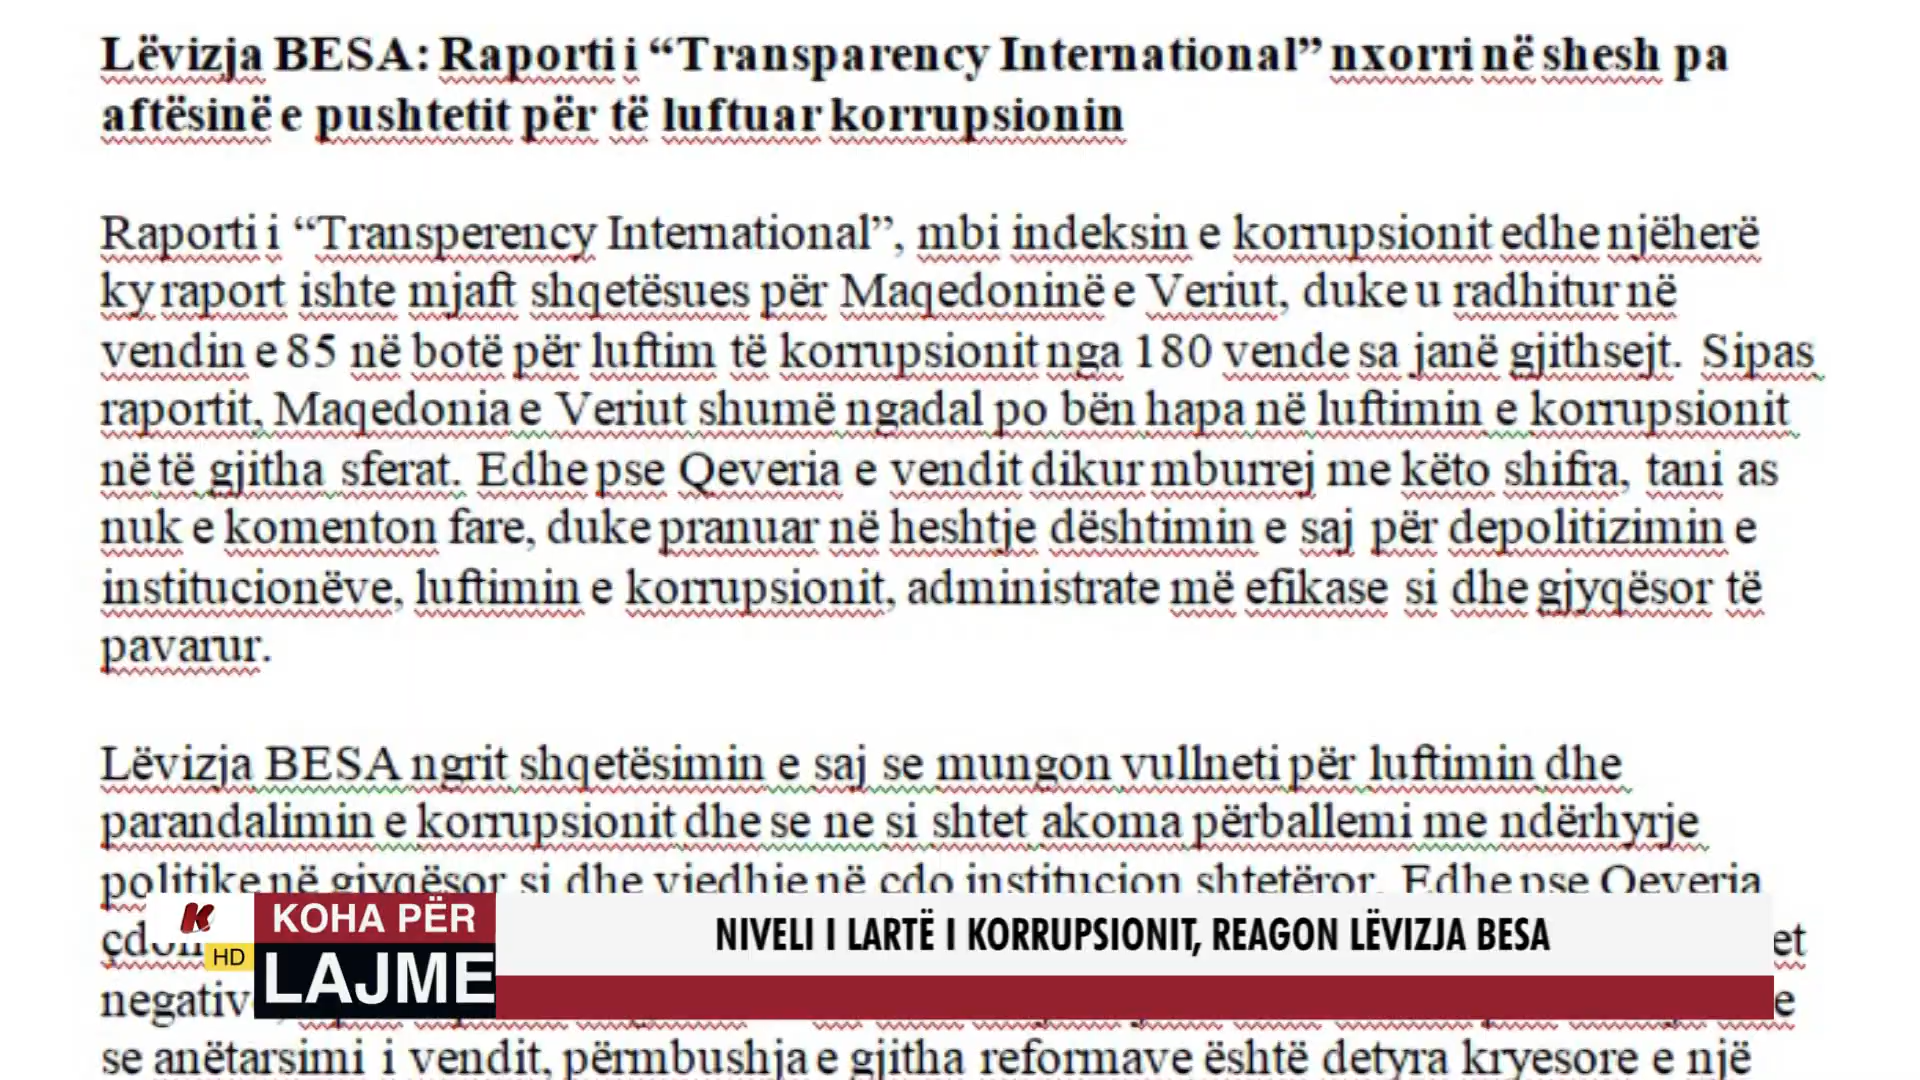 Lëvizja BESA: Raporti i “Transparency International” nxorri në shesh pa
aftësinë e pushtetit për të luftuar korrupsionin
Raporti i “Transperency International”, mbi indeksin e korrupsionit edhe njëherë
ky raport ishte mjaft shqetësues për Maqedoninë e Veriut, duke u radhitur në
vendin e 85 në botë për luftim të korrupsionit nga 180 vende sa janë gjithsejt. Sipas
raportit, Maqedonia e Veriut shumë ngadal po bën hapa në luftimin e korrupsionit
në të gjitha sferat. Edhe pse Qeveria e vendit dikur mburrej me këto shifra, tani as
nuk e komenton fare, duke pranuar në heshtje dështimin e saj për depolitizimin e
institucionëve, luftimin e korrupsionit, administrate më efikase si dhe gjyqësor të
pavarur.
Lëvizja BESA ngrit shqetësimin e saj se mungon vullneti për luftimin dhe
parandalimin e korrupsionit dhe se ne si shtet akoma përballemi me ndërhyrje
politike në gjyqësor si dhe vjedhje në çdo institucion shtetëror. Edhe pse Qeveria
se anëtarsimi i vendit, përmbushja e gjitha reformave është detyra kryesore e një
K
HD
KOHA PËR
LAJME
NIVELI I LARTË I KORRUPSIONIT, REAGON LËVIZJA BESA